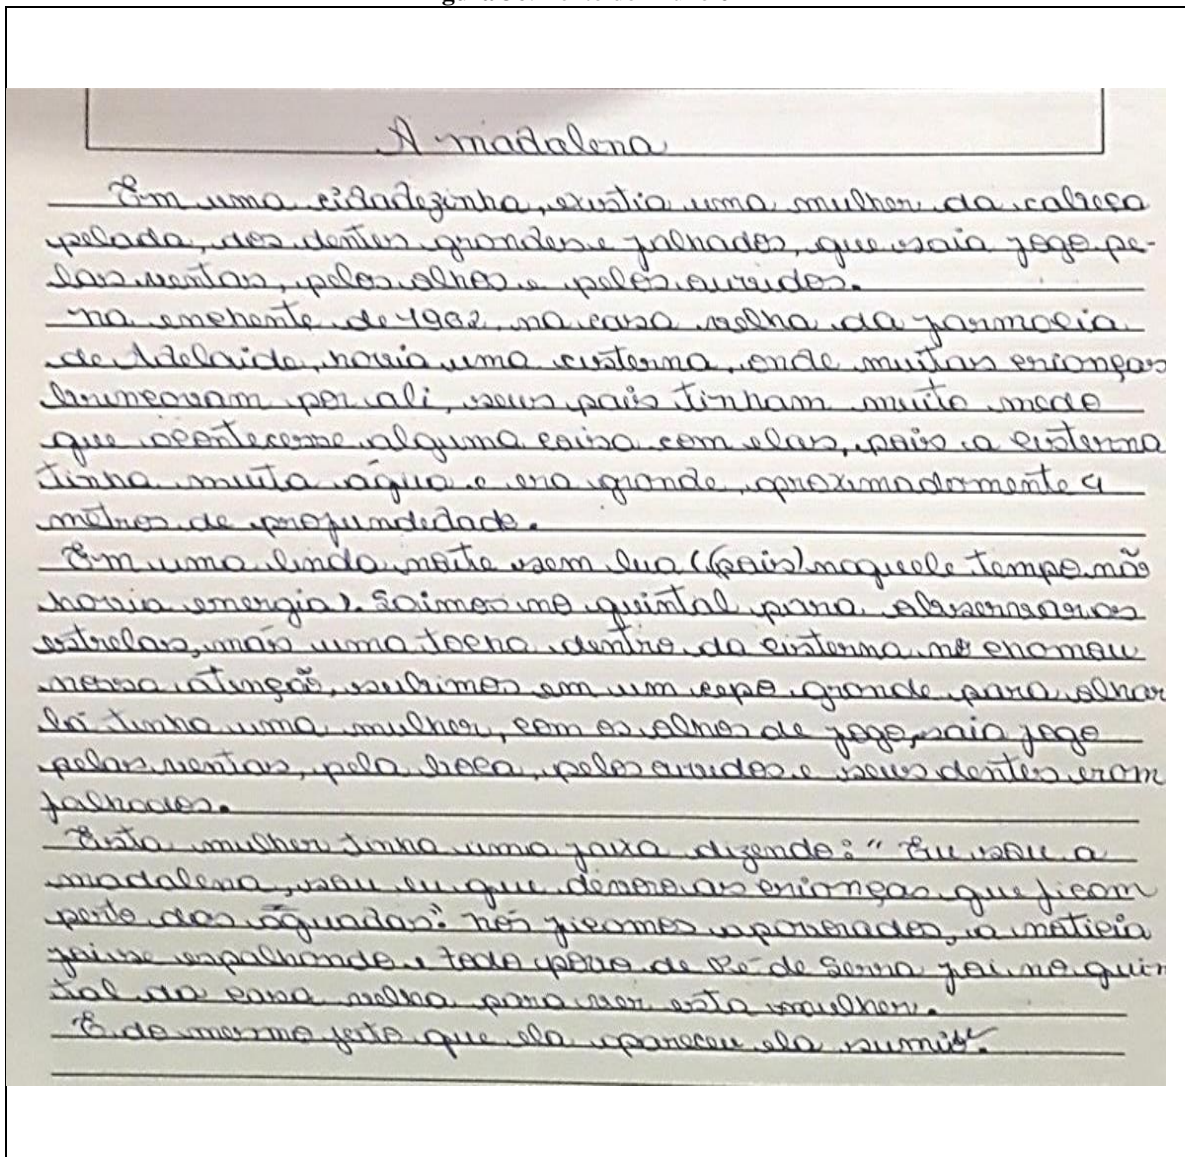 A madalena
Em uma cidadezinha, existia uma mulher da cabeça
pelada, dos dentes grandes e falhados, que saia fogo pe-
las ventas, pelos olhos e pelos ouvidos.
na enchente de 1982, na casa velha da farmacia
de Adelaide, havia uma cisterna, onde muitas crianças
brincavam por ali, seus pais tinham muito medo
que acontecesse alguma coisa com elas, pois a cisterna
tinha muita água e era grande, aproximadamente 4
metros de profundidade.
Em uma linda noite sem lua ((pois) naquele tempo não
havia energia). Saimos no quintal para observar as
estrelas, mas uma tocha dentro da cisterna chamou
nossa atenção, subimos em um cepo grande para olhar
lá tinha uma mulher, com os olhos de fogo, saia fogo
pelas ventas, pela boca, pelos ouvidos e seus dentes eram
falhados.
Esta mulher tinha uma faixa dizendo: " Eu sou a
madalena, sou eu que devoro as crianças que ficam
perto das águadas". nós ficamos apavorados, a noticia
foi se espalhando e todo povo de Pé de Serra foi no quin
tal da casa velha para ver esta mulher.
E do mesmo jeito que ela apareceu ela sumiu.